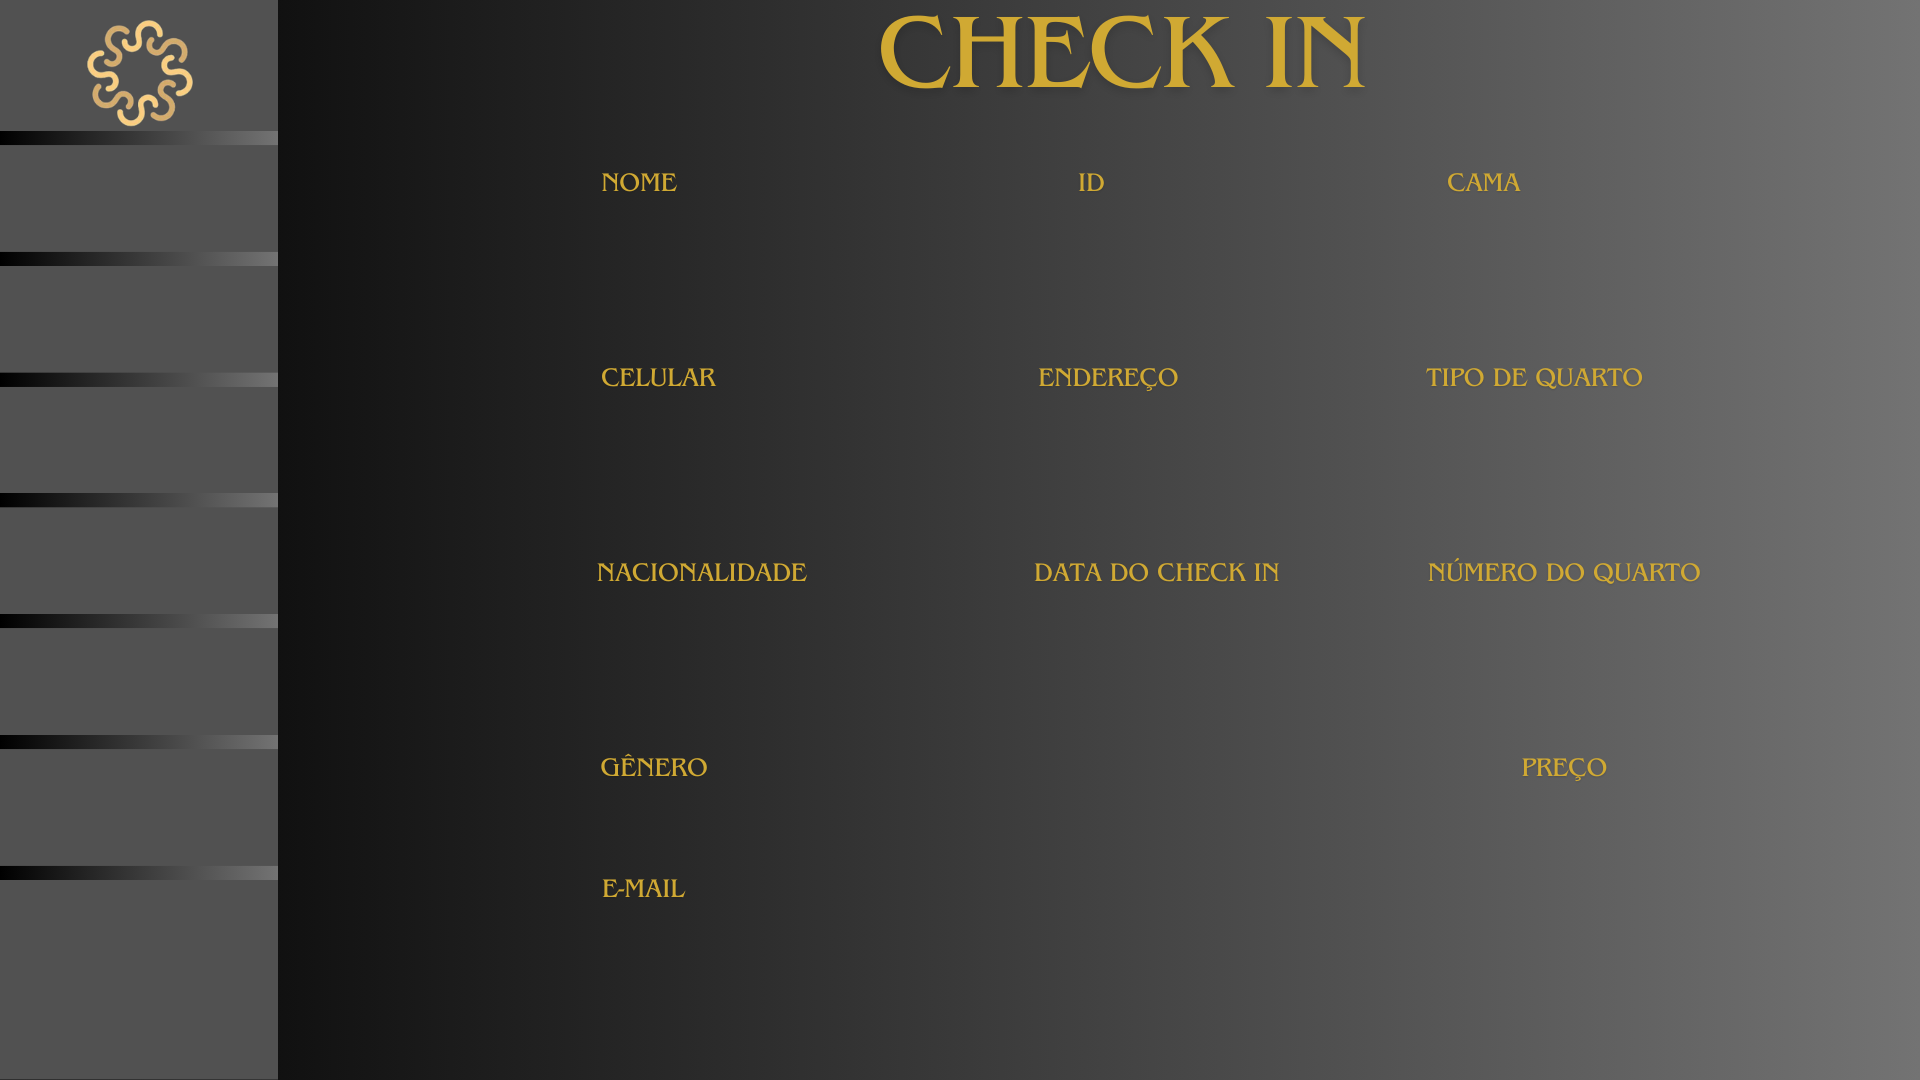 CHECK IN
NOME
ID
CAMA
CELULAR
ENDEREÇO
TIPO DE QUARTO
NACIONALIDADE
DATA DO CHECK IN
NÚMERO DO QUARTO
GÊNERO
PREÇO
E-MAIL